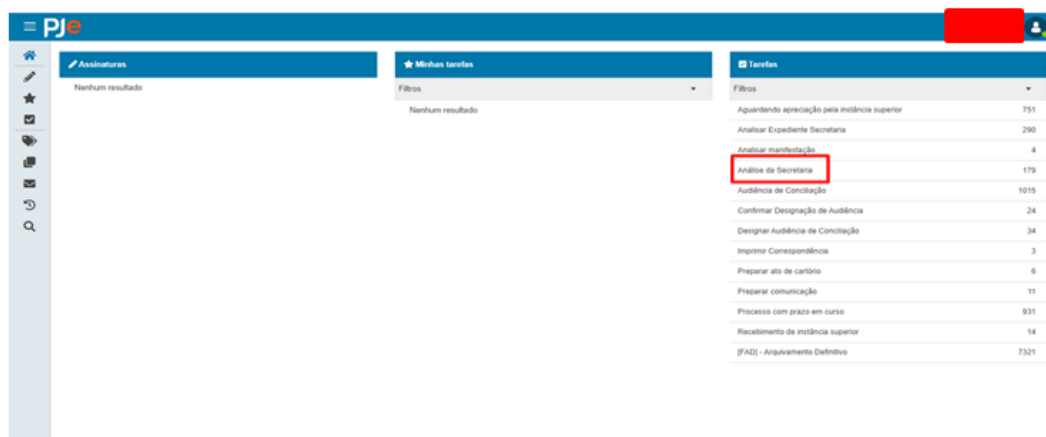 PJe
Assinaturas
Nenhum resultado
Minhas tarefas
Filtros
Nenhum resultado
Tarefas
Filtros
Aguardando apreciação pela instância superior 751
Analisar Expediente Secretaria 290
Analisar manifestação 4
Análise da Secretaria 179
Audiência de Conciliação 1015
Confirmar Designação de Audiência 24
Designar Audiência de Conciliação 34
Imprimir Correspondência 3
Preparar ato de cartório 6
Preparar comunicação 11
Processo com prazo em curso 931
Recebimento de instância superior 14
[FAD] - Arquivamento Definitivo 7321